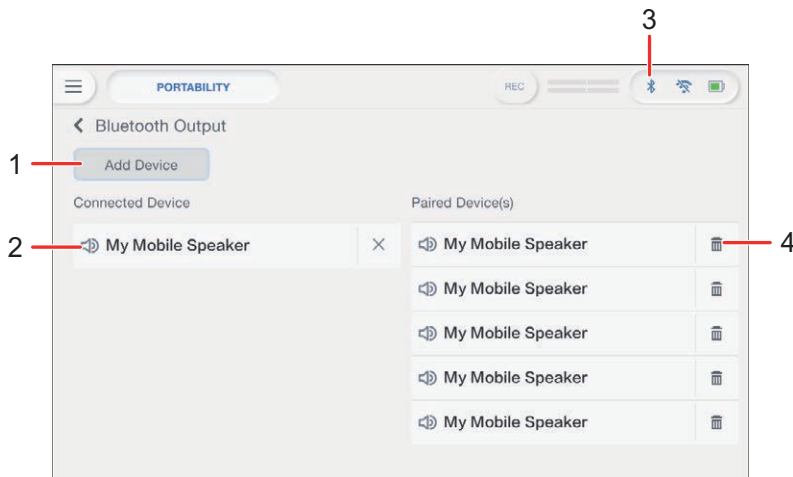 3
PORTABILITY
REC
Bluetooth Output
1
Add Device
Connected Device
Paired Device(s)
2
My Mobile Speaker
My Mobile Speaker
4
My Mobile Speaker
My Mobile Speaker
My Mobile Speaker
My Mobile Speaker